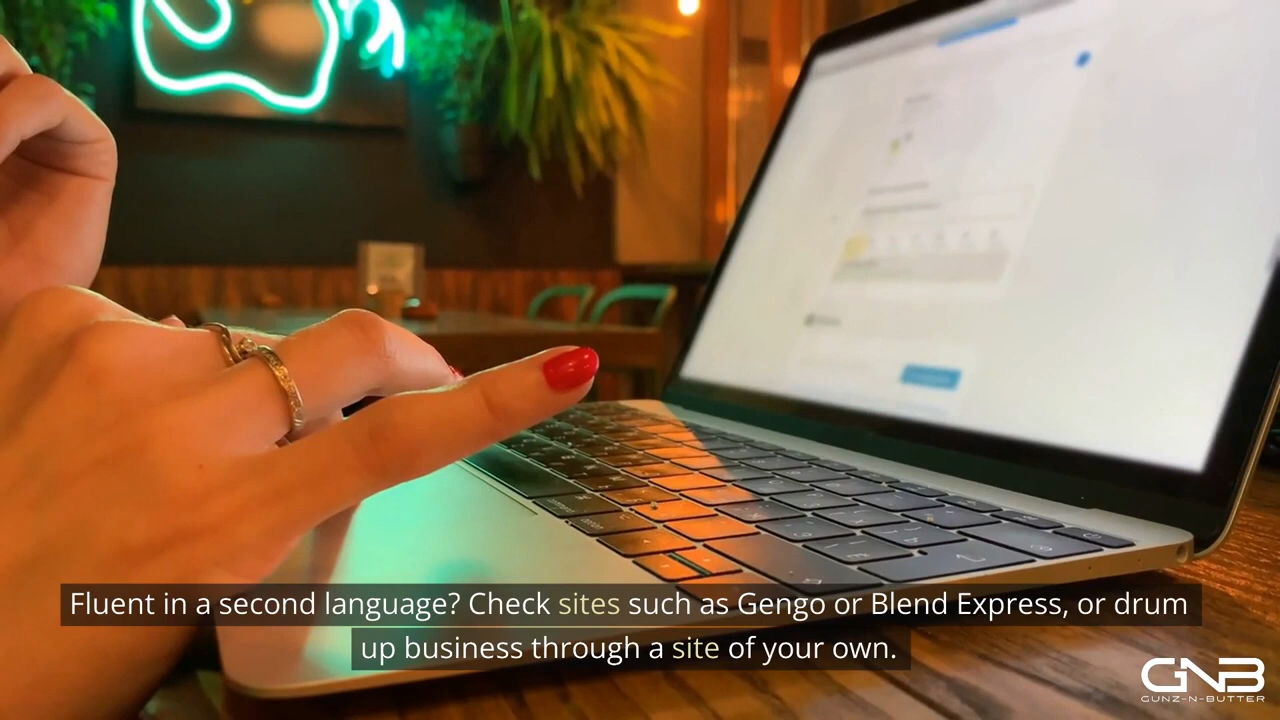 Fluent in a second language? Check sites such as Gengo or Blend Express, or drum
up business through a site of your own.
GNB
GUNZ-N-BUTTER